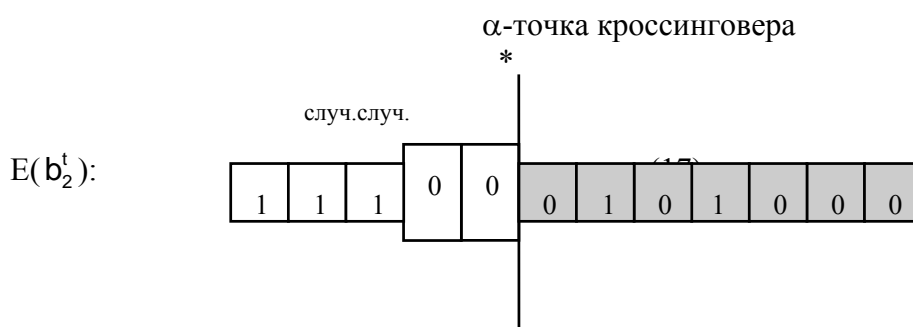 α-точка кроссинговера
*
случ.случ.
E(b₂ᵗ):
1 1 1 0 0 0 1 0 1 0 0 0